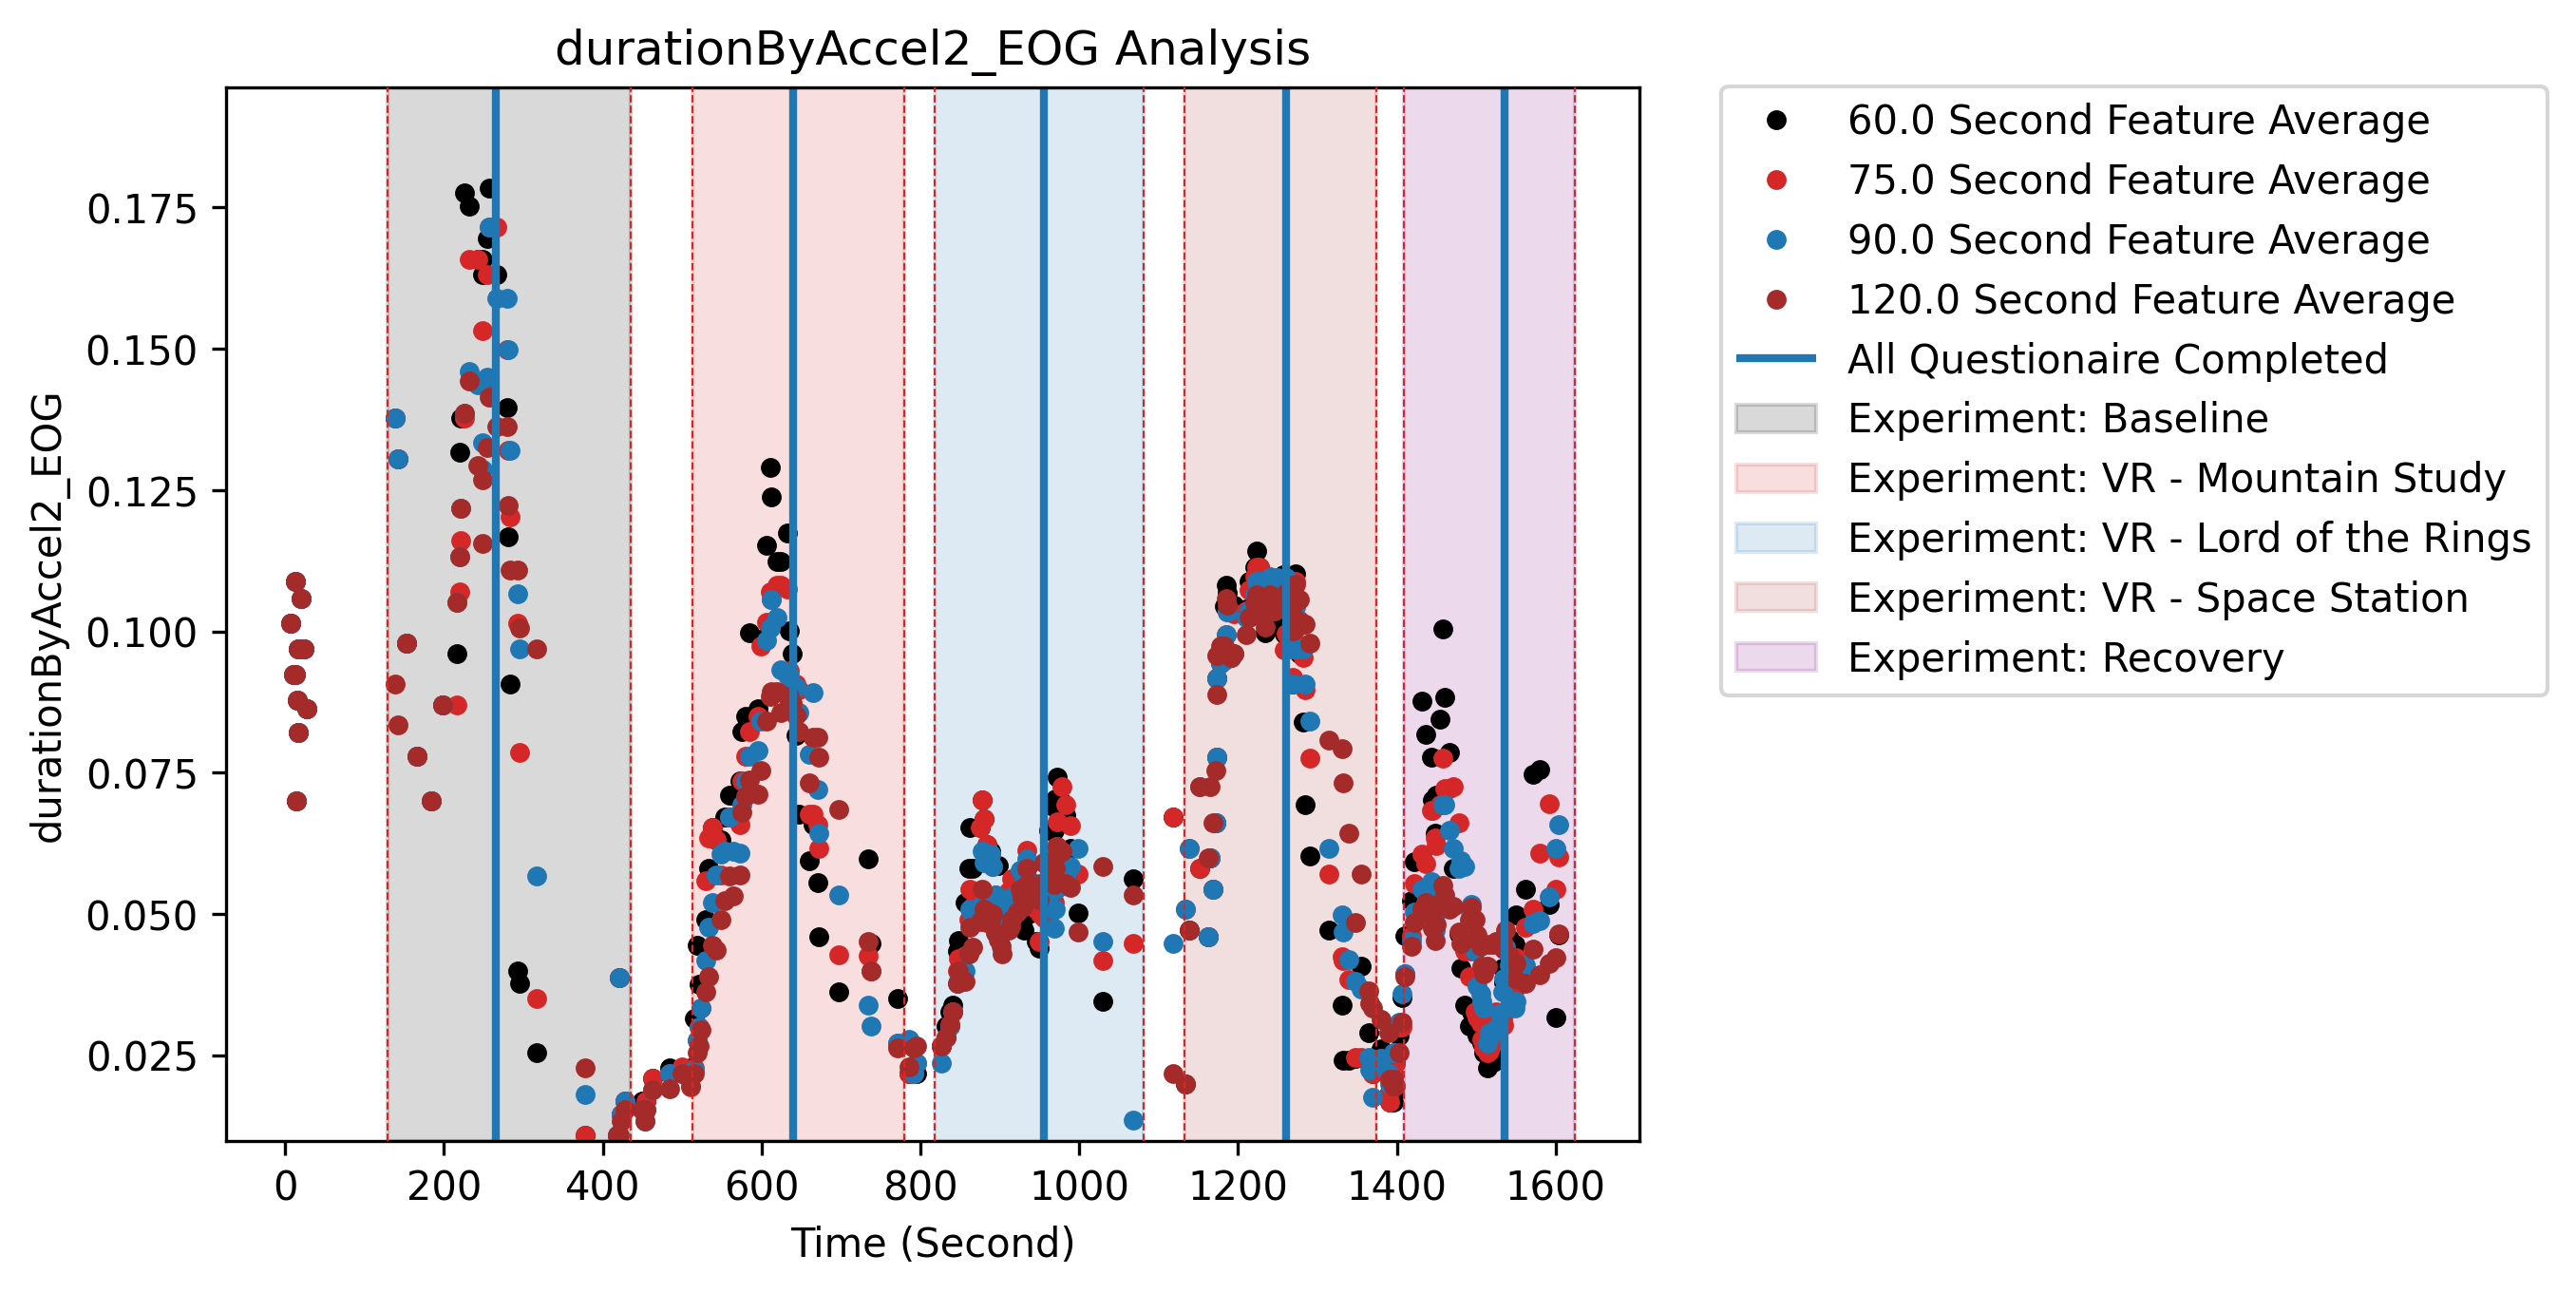 durationByAccel2_EOG Analysis
durationByAccel2_EOG
0.175
0.150
0.125
0.100
0.075
0.050
0.025
0 200 400 600 800 1000 1200 1400 1600
Time (Second)
60.0 Second Feature Average
75.0 Second Feature Average
90.0 Second Feature Average
120.0 Second Feature Average
All Questionaire Completed
Experiment: Baseline
Experiment: VR - Mountain Study
Experiment: VR - Lord of the Rings
Experiment: VR - Space Station
Experiment: Recovery